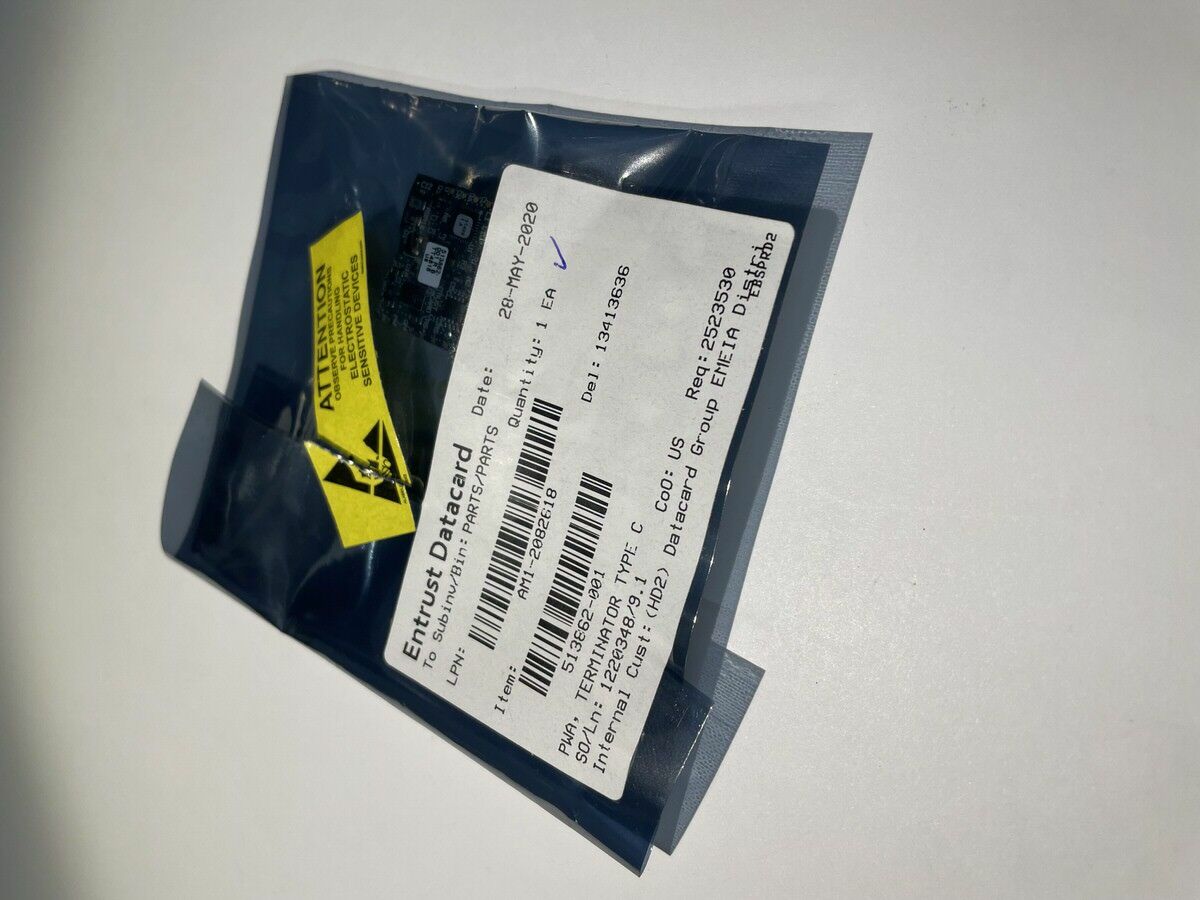 ATTENTION
OBSERVE PRECAUTIONS
FOR HANDLING
ELECTROSTATIC
SENSITIVE DEVICES
Entrust Datacard
To Subinv/Bin: PARTS/PARTS Date: 28-MAY-2020
LPN: Quantity: 1 EA
AM1-2082618
Item: Del: 13413636
513862-001
PWA, TERMINATOR TYPE C CoO: US Req: 2523530
SO/Ln: 1220348/9.1
Internal Cust: (HD2) Datacard Group EMEIA Distri
EBSPRD2